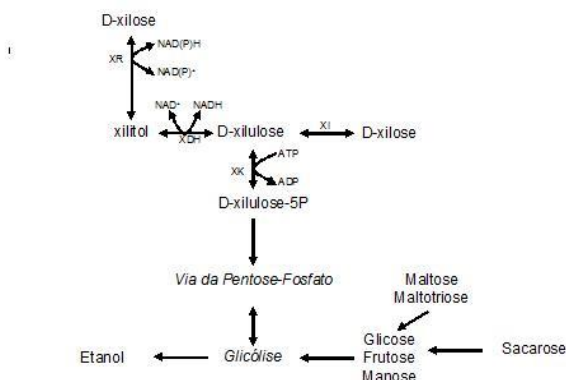 D-xilose
NAD(P)H
XR
NAD(P)+
NAD+
NADH
xilitol
XDH
D-xilulose
XI
D-xilose
ATP
XK
ADP
D-xilulose-5P
Via da Pentose-Fosfato
Maltose
Maltotriose
Glicose
Frutose
Manose
Sacarose
Etanol
Glicólise